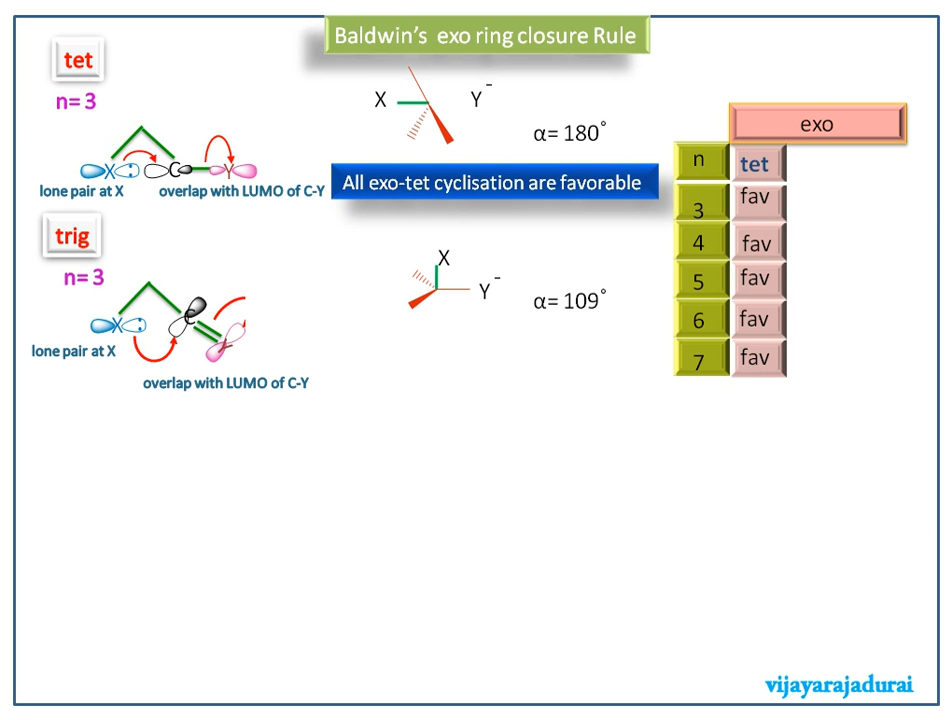 Baldwin's exo ring closure Rule
tet
n= 3
X
Y
-
α= 180°
X
C
Y
lone pair at X
overlap with LUMO of C-Y
All exo-tet cyclisation are favorable
exo
n
tet
3
fav
4
fav
5
fav
6
fav
7
fav
trig
n= 3
X
Y
-
α= 109°
X
C
Y
lone pair at X
overlap with LUMO of C-Y
vijayarajadurai